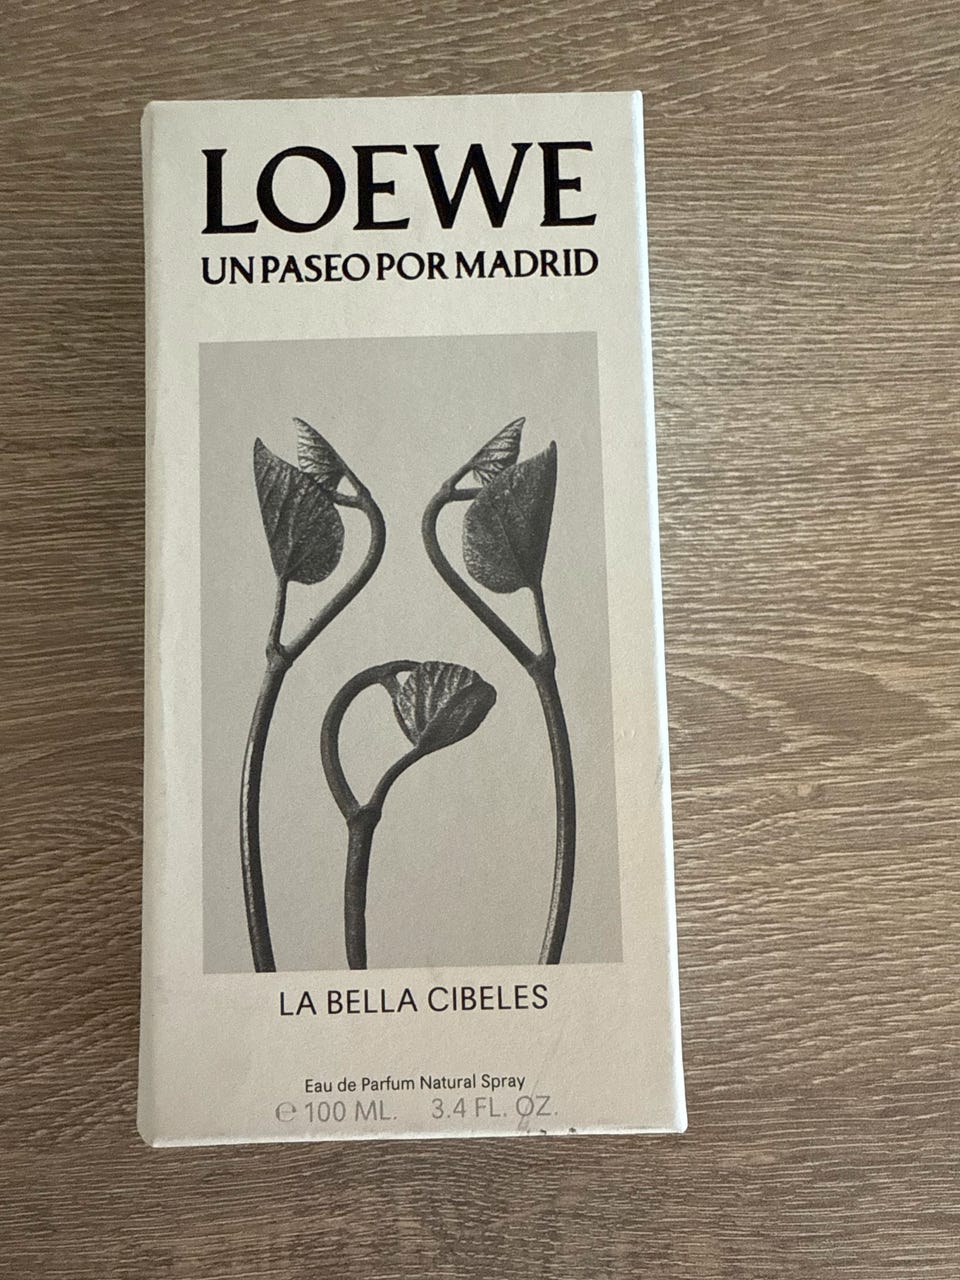 LOEWE
UN PASEO POR MADRID
LA BELLA CIBELES
Eau de Parfum Natural Spray
℮ 100 ML. 3.4 FL. OZ.